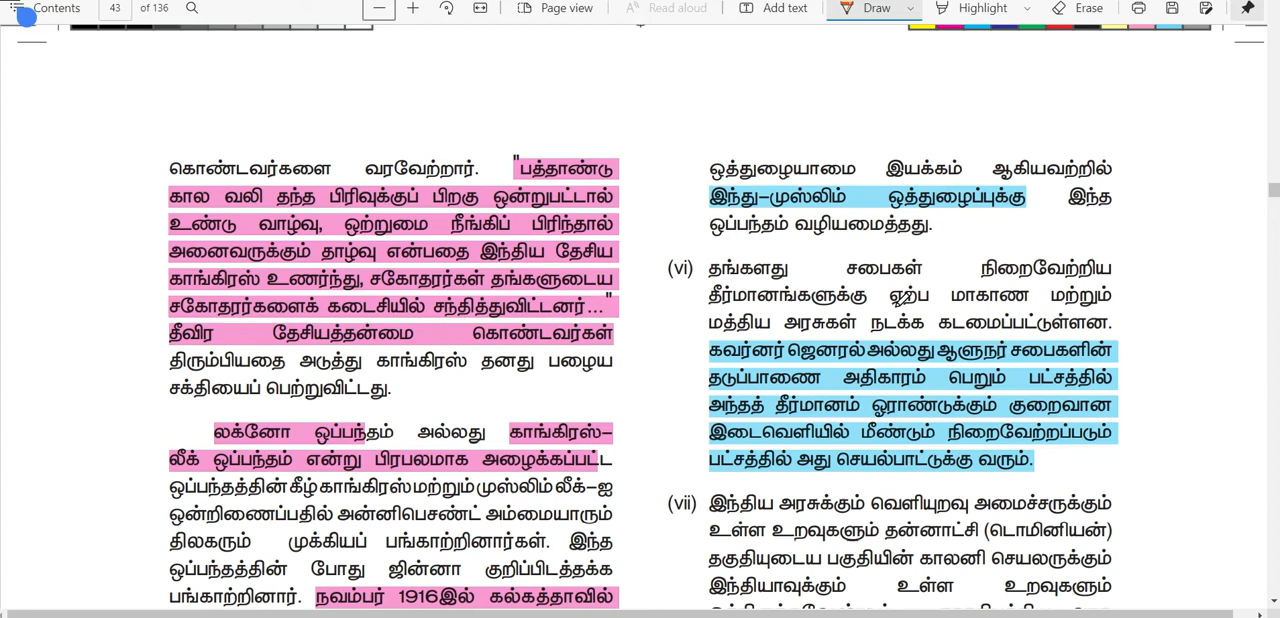 Contents
43 of 136
Page view
Read aloud
Add text
Draw
Highlight
Erase
கொண்டவர்களை வரவேற்றார். "பத்தாண்டு
கால வலி தந்த பிரிவுக்குப் பிறகு ஒன்றுபட்டால்
உண்டு வாழ்வு, ஒற்றுமை நீங்கிப் பிரிந்தால்
அனைவருக்கும் தாழ்வு என்பதை இந்திய தேசிய
காங்கிரஸ் உணர்ந்து, சகோதரர்கள் தங்களுடைய
சகோதரர்களைக் கடைசியில் சந்தித்துவிட்டனர்..."
தீவிர தேசியத்தன்மை கொண்டவர்கள்
திரும்பியதை அடுத்து காங்கிரஸ் தனது பழைய
சக்தியைப் பெற்றுவிட்டது.
லக்னோ ஒப்பந்தம் அல்லது காங்கிரஸ்–
லீக் ஒப்பந்தம் என்று பிரபலமாக அழைக்கப்பட்ட
ஒப்பந்தத்தின் கீழ் காங்கிரஸ் மற்றும் முஸ்லிம் லீக்–ஐ
ஒன்றிணைப்பதில் அன்னிபெசண்ட் அம்மையாரும்
திலகரும் முக்கியப் பங்காற்றினார்கள். இந்த
ஒப்பந்தத்தின் போது ஜின்னா குறிப்பிடத்தக்க
பங்காற்றினார். நவம்பர் 1916இல் கல்கத்தாவில்
ஒத்துழையாமை இயக்கம் ஆகியவற்றில்
இந்து–முஸ்லிம் ஒத்துழைப்புக்கு இந்த
ஒப்பந்தம் வழியமைத்தது.
(vi) தங்களது சபைகள் நிறைவேற்றிய
தீர்மானங்களுக்கு ஏற்ப மாகாண மற்றும்
மத்திய அரசுகள் நடக்க கடமைப்பட்டுள்ளன.
கவர்னர் ஜெனரல் அல்லது ஆளுநர் சபைகளின்
தடுப்பாணை அதிகாரம் பெறும் பட்சத்தில்
அந்தத் தீர்மானம் ஓராண்டுக்கும் குறைவான
இடைவெளியில் மீண்டும் நிறைவேற்றப்படும்
பட்சத்தில் அது செயல்பாட்டுக்கு வரும்.
(vii) இந்திய அரசுக்கும் வெளியுறவு அமைச்சருக்கும்
உள்ள உறவுகளும் தன்னாட்சி (டொமினியன்)
தகுதியுடைய பகுதியின் காலனி செயலருக்கும்
இந்தியாவுக்கும் உள்ள உறவுகளும்